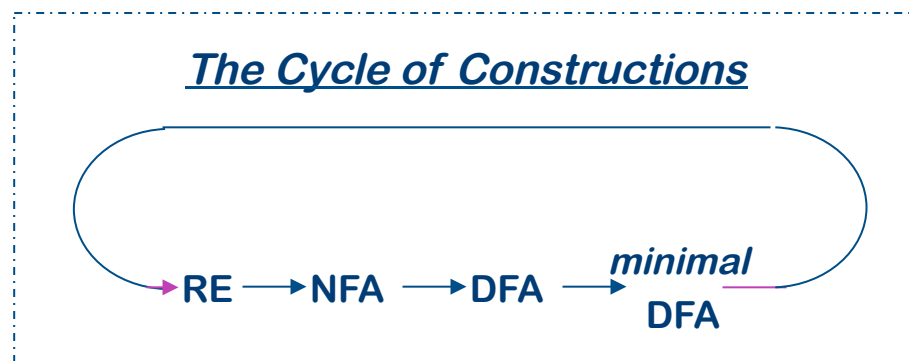 The Cycle of Constructions
RE NFA DFA minimal
DFA